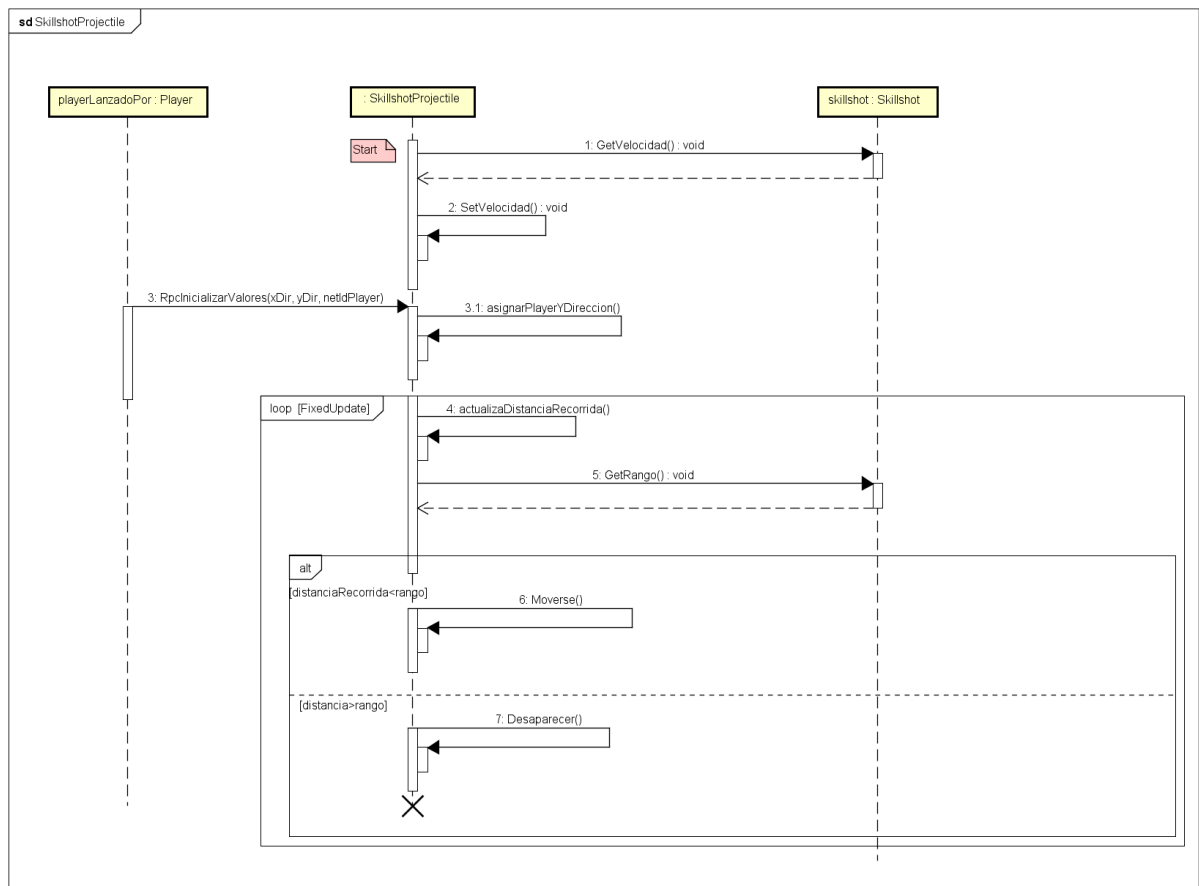 sd SkillshotProjectile
playerLanzadoPor : Player
: SkillshotProjectile
skillshot : Skillshot
Start
1: GetVelocidad() : void
2: SetVelocidad() : void
3: RpcInicializarValores(xDir, yDir, netIdPlayer)
3.1: asignarPlayerYDireccion()
loop [FixedUpdate]
4: actualizaDistanciaRecorrida()
5: GetRango() : void
alt
[distanciaRecorrida<rango]
6: Moverse()
[distancia>rango]
7: Desaparecer()